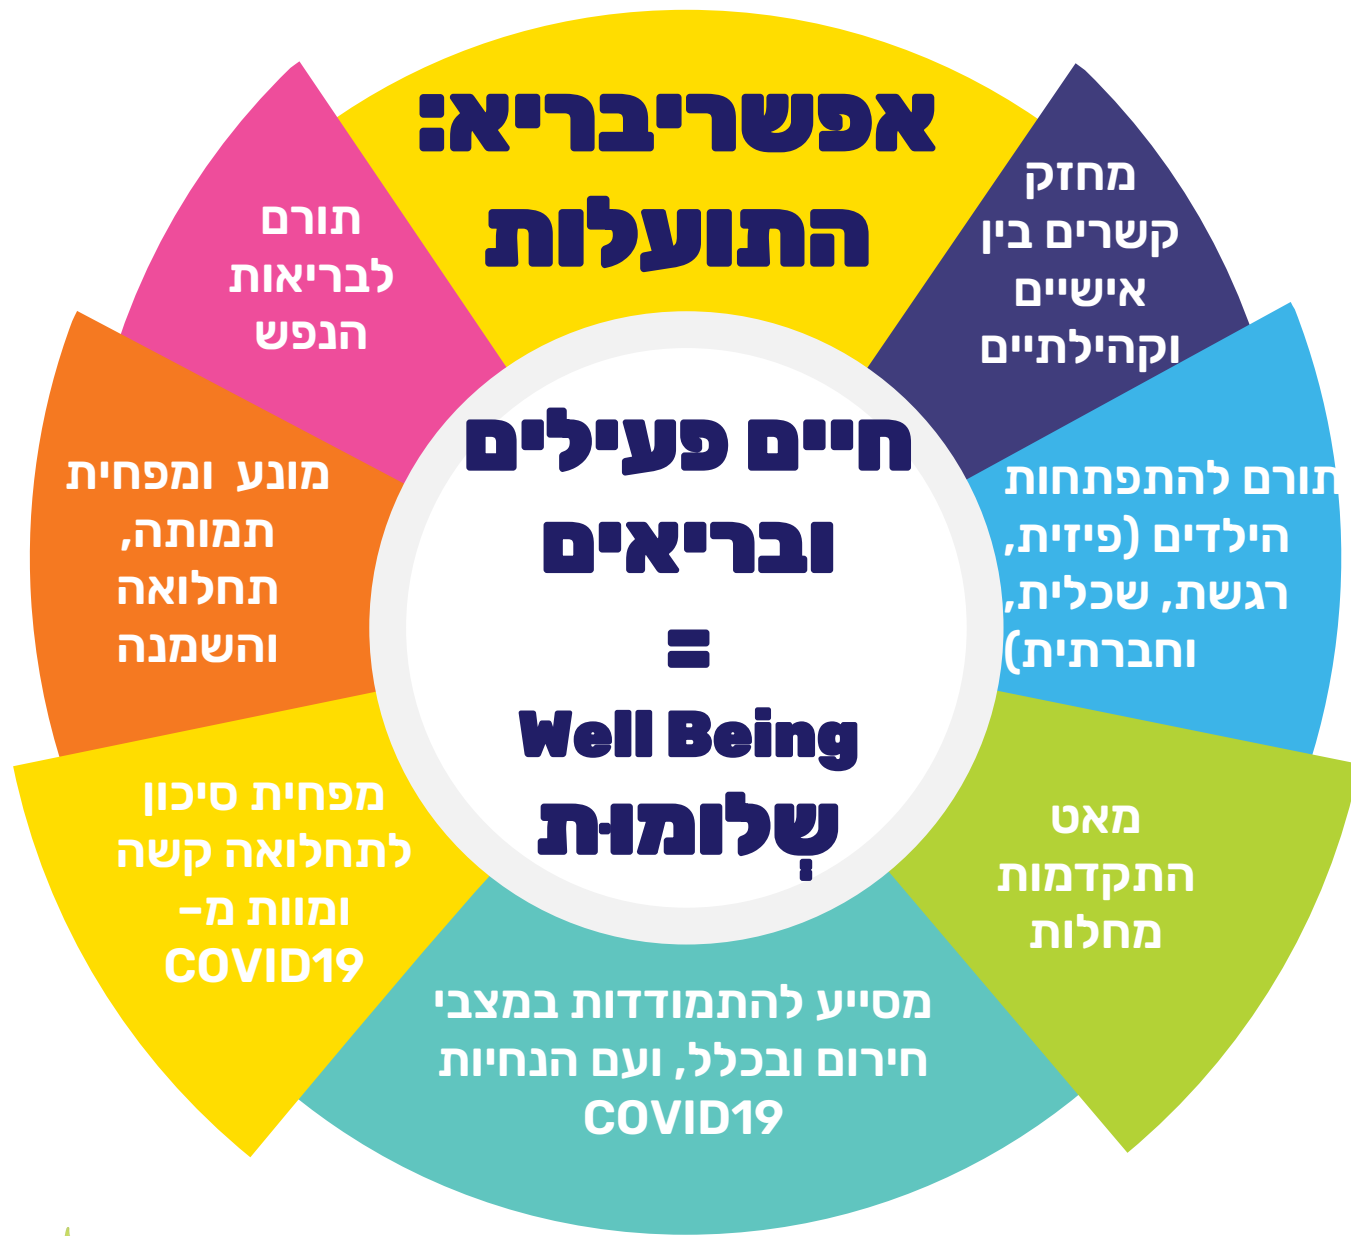 אפשריבריא:
התועלות
חיים פעילים
ובריאים
=
Well Being
שְלומוּת
מחזק
קשרים בין
אישיים
וקהילתיים
תורם להתפתחות
הילדים (פיזית,
רגשת, שכלית,
וחברתית)
מאט
התקדמות
מחלות
מסייע להתמודדות במצבי
חירום ובכלל, ועם הנחיות
COVID19
מפחית סיכון
לתחלואה קשה
ומוות מ-
COVID19
מונע ומפחית
תמותה,
תחלואה
והשמנה
תורם
לבריאות
הנפש